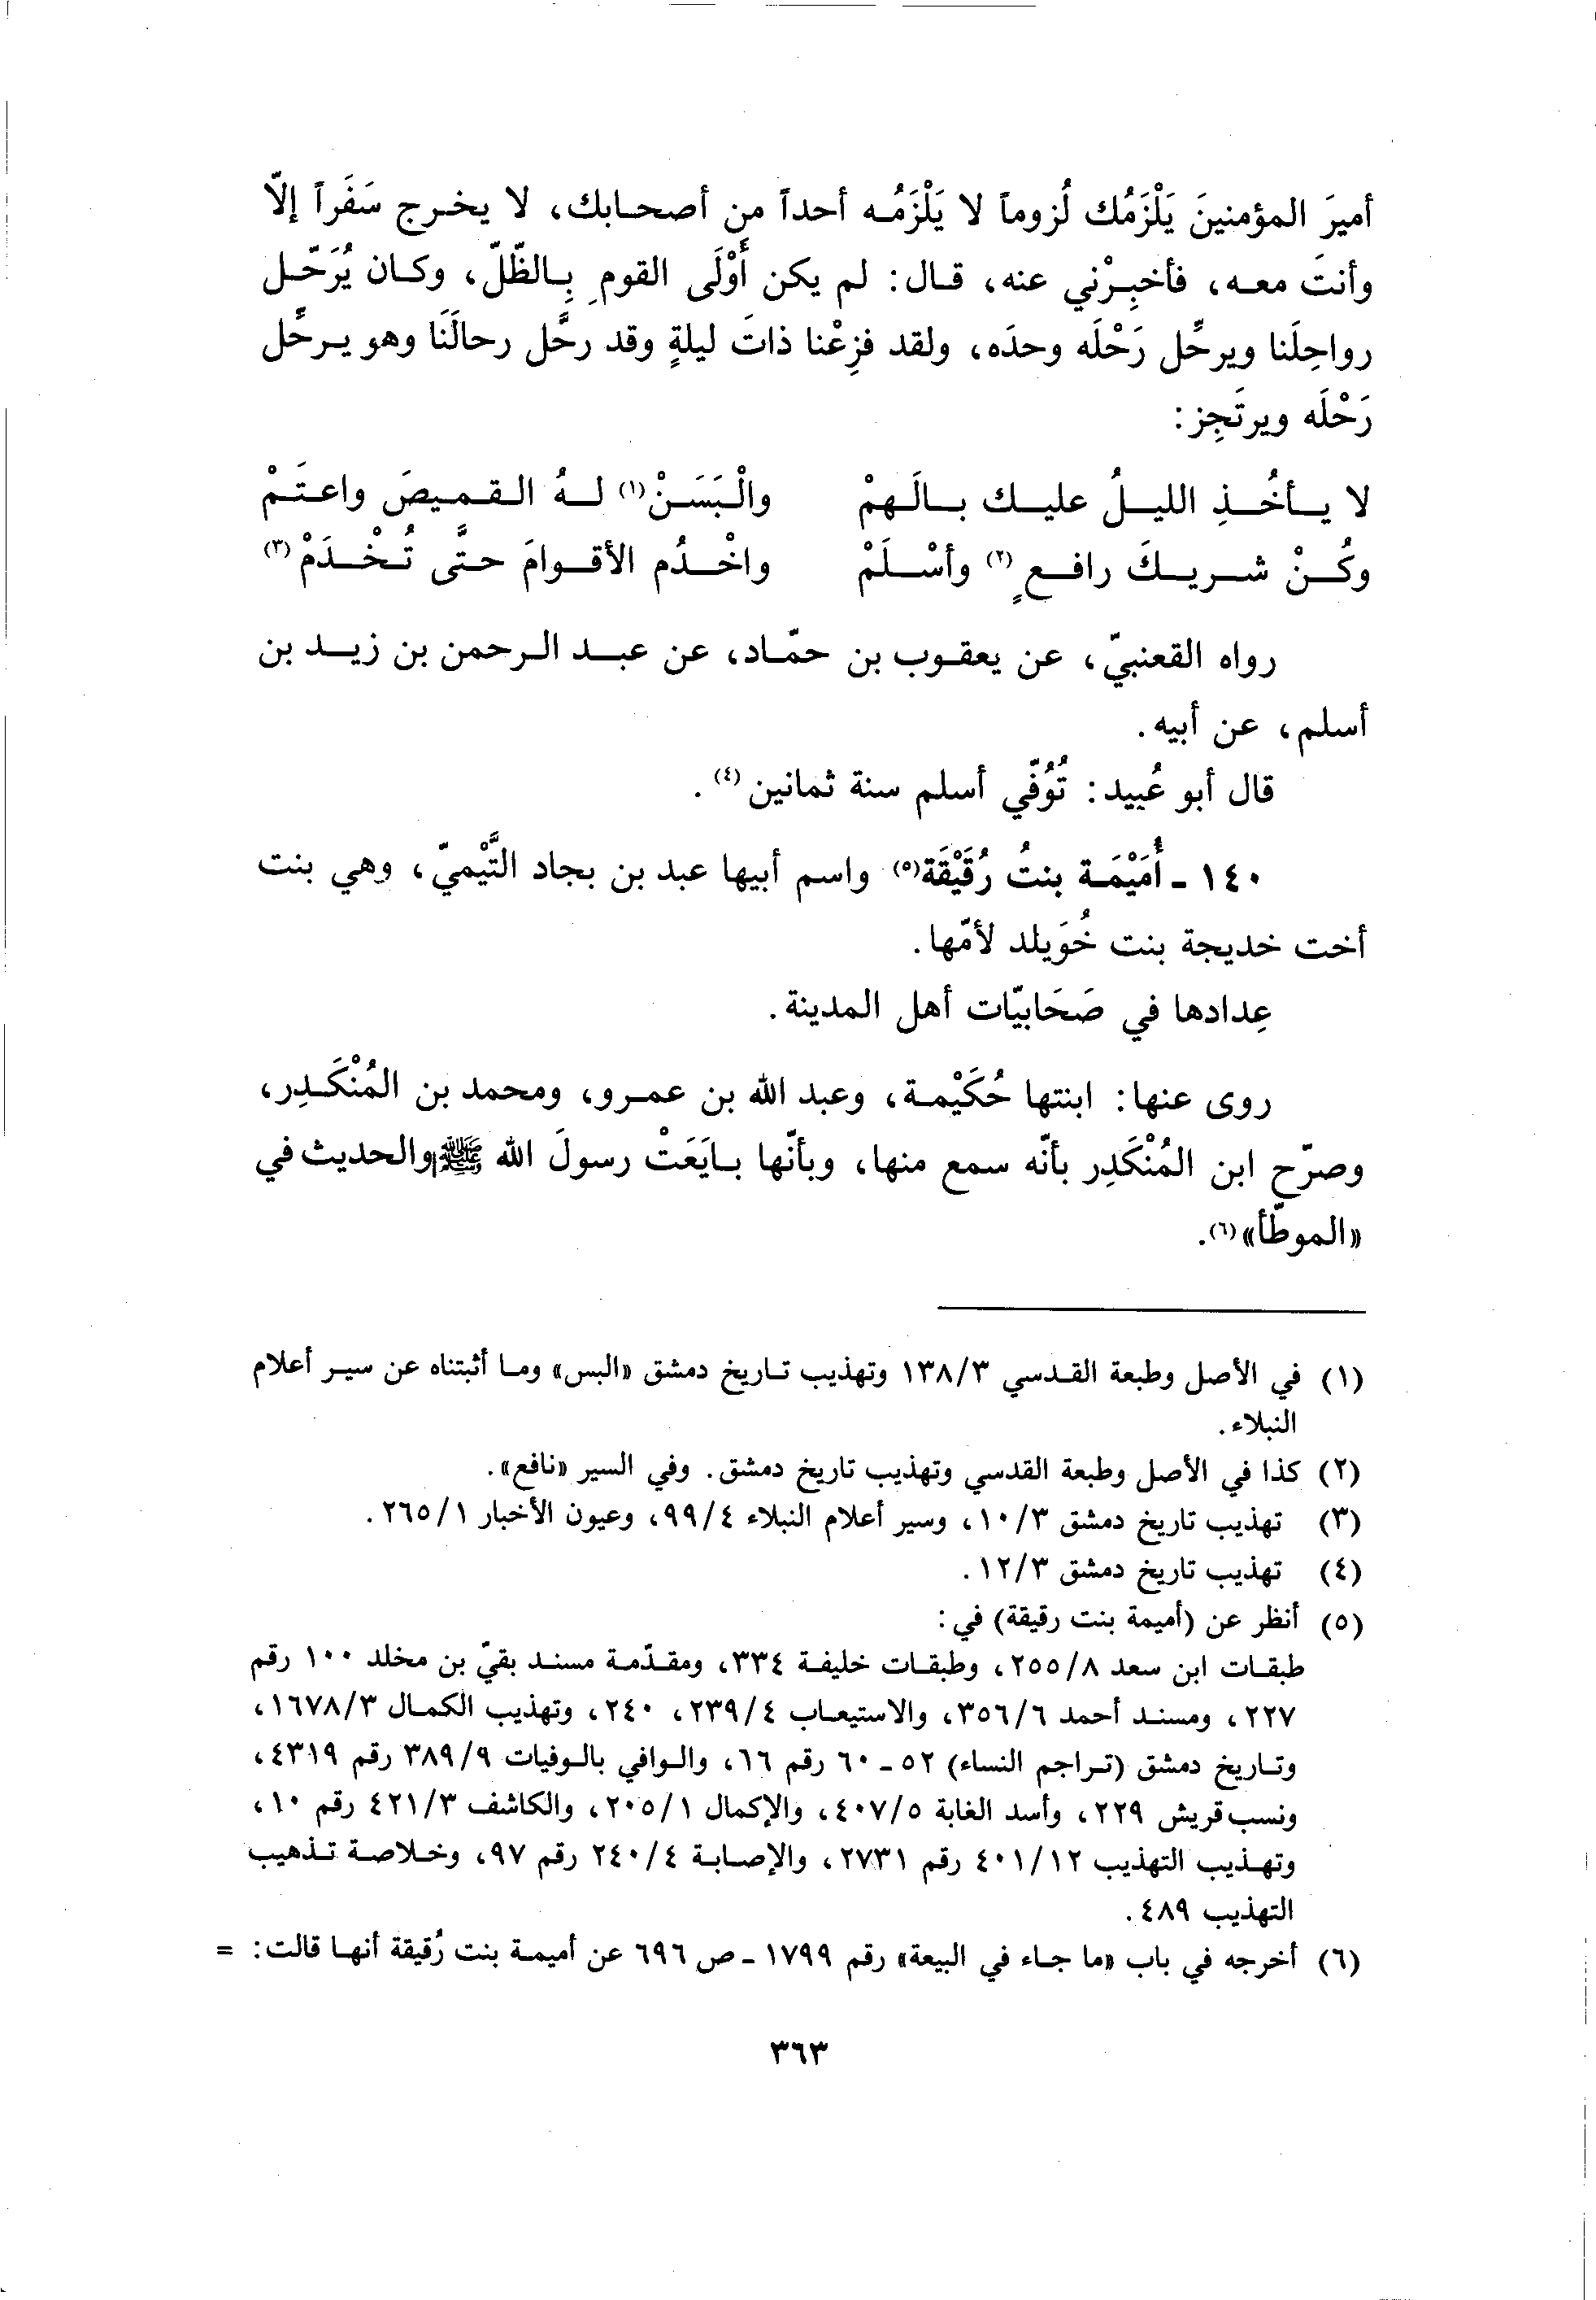 أميرَ المؤمنينَ يَلْزَمُك لُزوماً لا يَلْزَمُه أحداً من أصحابك، لا يخرج سَفَراً إلّا
وأنتَ معه، فأخبِرْني عنه، قال: لم يكن أَوْلَى القومِ بِالظّلّ، وكان يُرَحّل
رواحِلَنا ويرحِّل رَحْلَه وحدَه، ولقد فزِعْنا ذاتَ ليلةٍ وقد رحَّل رحالَنَا وهو يرحِّل
رَحْلَه ويرتَجِز:
لا يأخُذِ الليلُ عليك بالَهمْ والْبَسَنْ(١) لهُ القميصَ واعتَمْ
وكُنْ شريكَ رافعٍ(٢) وأسْلَمْ واخْدُم الأقوامَ حتَّى تُخْدَمْ(٣)
رواه القعنبيّ، عن يعقوب بن حمّاد، عن عبد الرحمن بن زيد بن
أسلم، عن أبيه.
قال أبو عُبيد: تُوُفّي أسلم سنة ثمانين(٤).
١٤٠ - أُمَيْمَة بنتُ رُقَيْقَة(٥) واسم أبيها عبد بن بجاد التَّيْميّ، وهي بنت
أخت خديجة بنت خُوَيلد لأمّها.
عِدادها في صَحَابيّات أهل المدينة.
روى عنها: ابنتها حُكَيْمة، وعبد الله بن عمرو، ومحمد بن المُنْكَدِر،
وصرّح ابن المُنْكَدِر بأنّه سمع منها، وبأنّها بايَعَتْ رسولَ الله ﷺ والحديث في
«الموطّأ»(٦).
(١) في الأصل وطبعة القدسي ١٣٨/٣ وتهذيب تاريخ دمشق «البس» وما أثبتناه عن سير أعلام
النبلاء.
(٢) كذا في الأصل وطبعة القدسي وتهذيب تاريخ دمشق. وفي السير «نافع».
(٣) تهذيب تاريخ دمشق ١٠/٣، وسير أعلام النبلاء ٩٩/٤، وعيون الأخبار ٢٦٥/١.
(٤) تهذيب تاريخ دمشق ١٢/٣.
(٥) أنظر عن (أميمة بنت رقيقة) في:
طبقات ابن سعد ٢٥٥/٨، وطبقات خليفة ٣٣٤، ومقدّمة مسند بقيّ بن مخلد ١٠٠ رقم
٢٢٧، ومسند أحمد ٣٥٦/٦، والاستيعاب ٢٣٩/٤، ٢٤٠، وتهذيب الكمال ١٦٧٨/٣،
وتاريخ دمشق (تراجم النساء) ٥٢ - ٦٠ رقم ١٦، والوافي بالوفيات ٣٨٩/٩ رقم ٤٣١٩،
ونسب قريش ٢٢٩، وأسد الغابة ٤٠٧/٥، والإكمال ٢٠٥/١، والكاشف ٤٢١/٣ رقم ١٠،
وتهذيب التهذيب ٤٠١/١٢ رقم ٢٧٣١، والإصابة ٢٤٠/٤ رقم ٩٧، وخلاصة تذهيب
التهذيب ٤٨٩.
(٦) أخرجه في باب «ما جاء في البيعة» رقم ١٧٩٩ - ص ٦٩٦ عن أميمة بنت رُقيقة أنها قالت: =
٣٦٣